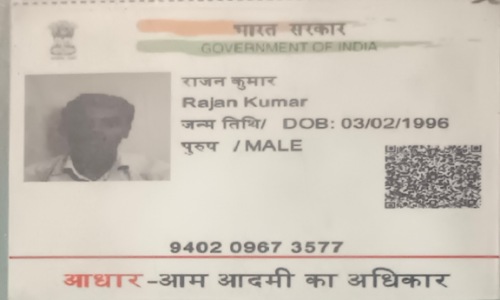 भारत सरकार
GOVERNMENT OF INDIA
राजन कुमार
Rajan Kumar
जन्म तिथि/ DOB: 03/02/1996
पुरुष /MALE
9402 0967 3577
आधार-आम आदमी का अधिकार